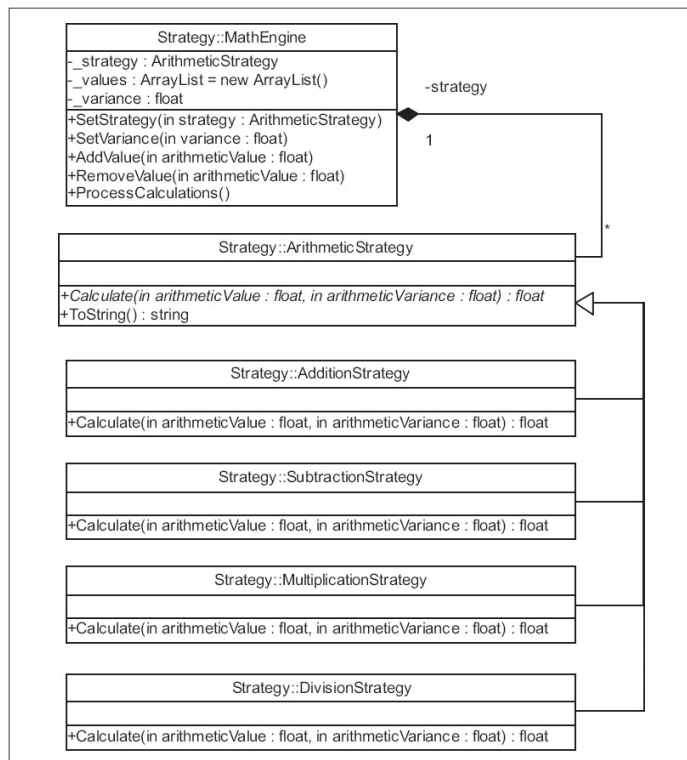 Strategy::MathEngine
-_strategy : ArithmeticStrategy
-_values : ArrayList = new ArrayList()
-_variance : float
+SetStrategy(in strategy : ArithmeticStrategy)
+SetVariance(in variance : float)
+AddValue(in arithmeticValue : float)
+RemoveValue(in arithmeticValue : float)
+ProcessCalculations()
-strategy
1
*
Strategy::ArithmeticStrategy
+Calculate(in arithmeticValue : float, in arithmeticVariance : float) : float
+ToString() : string
Strategy::AdditionStrategy
+Calculate(in arithmeticValue : float, in arithmeticVariance : float) : float
Strategy::SubtractionStrategy
+Calculate(in arithmeticValue : float, in arithmeticVariance : float) : float
Strategy::MultiplicationStrategy
+Calculate(in arithmeticValue : float, in arithmeticVariance : float) : float
Strategy::DivisionStrategy
+Calculate(in arithmeticValue : float, in arithmeticVariance : float) : float